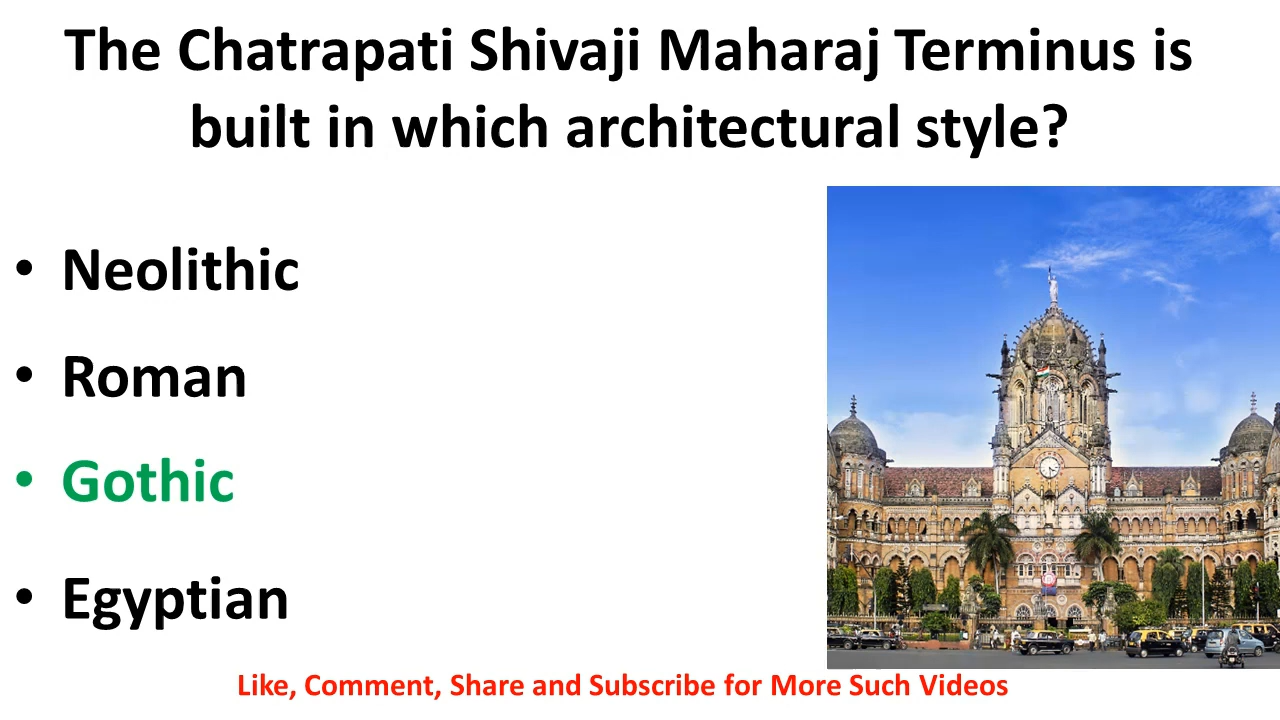 The Chatrapati Shivaji Maharaj Terminus is
built in which architectural style?
• Neolithic
• Roman
• Gothic
• Egyptian
Like, Comment, Share and Subscribe for More Such Videos